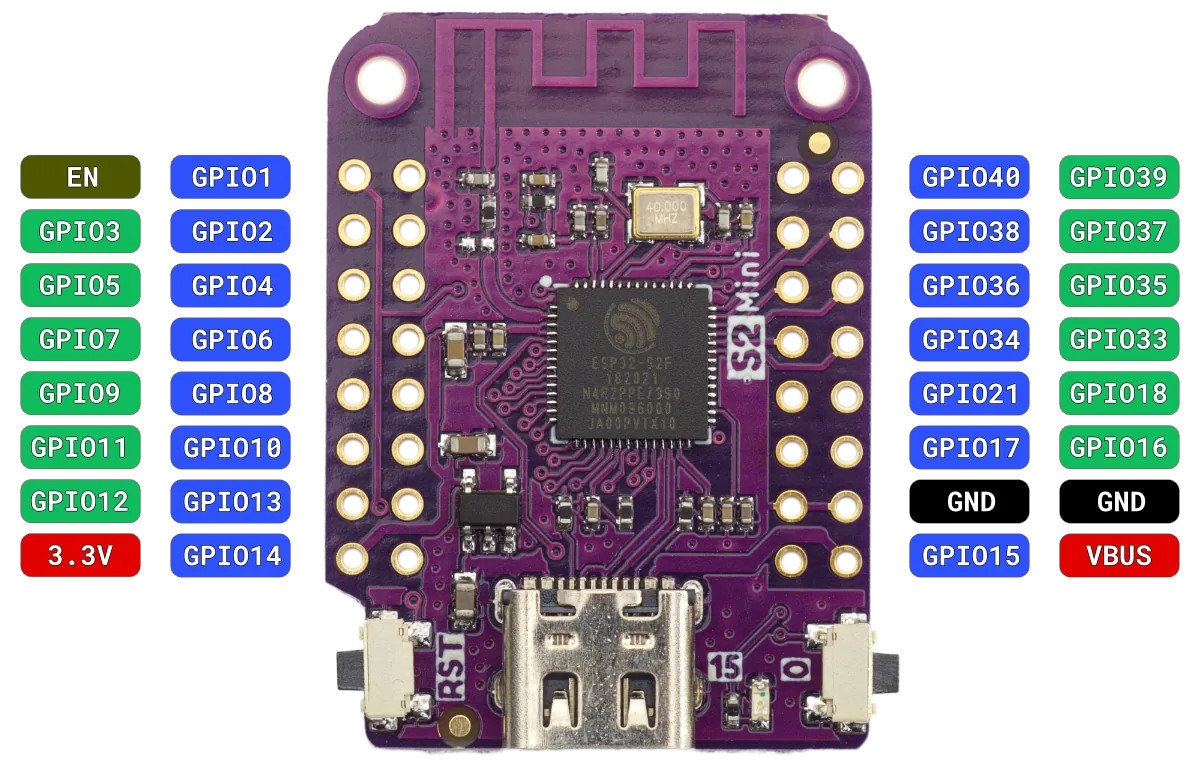 EN GPIO1 GPIO40 GPIO39
GPIO3 GPIO2 GPIO38 GPIO37
GPIO5 GPIO4 GPIO36 GPIO35
GPIO7 GPIO6 GPIO34 GPIO33
GPIO9 GPIO8 GPIO21 GPIO18
GPIO11 GPIO10 GPIO17 GPIO16
GPIO12 GPIO13 GND GND
3.3V GPIO14 GPIO15 VBUS
40.000
MHZ
S2 Mini
ESP32-S2F
182021
JA00PVTX10
RST
15
0